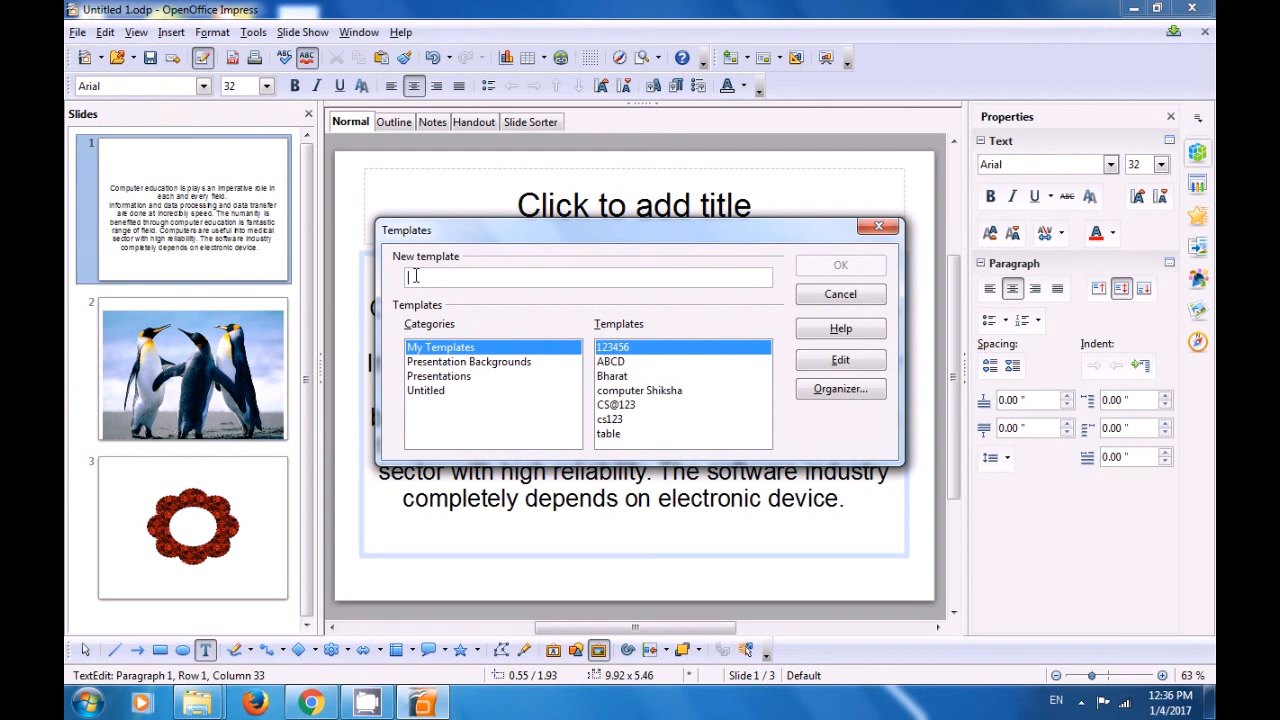 Untitled 1.odp - OpenOffice Impress
File Edit View Insert Format Tools Slide Show Window Help
Arial 32
Slides
Normal Outline Notes Handout Slide Sorter
Properties
Text
Arial 32
1
Computer education is plays an imperative role in
each and every field.
Information and data processing and data transfer
are done at incredibly speed. The humanity is
benefited through computer education is fantastic
range of field. Computers are useful into medical
sector with high reliability. The software industry
completely depends on electronic device.
2
3
Click to add title
Templates
New template
Templates
Categories
My Templates
Presentation Backgrounds
Presentations
Untitled
Templates
123456
ABCD
Bharat
computer Shiksha
CS@123
cs123
table
OK
Cancel
Help
Edit
Organizer...
sector with high reliability. The software industry
completely depends on electronic device.
Paragraph
Spacing: Indent:
0.00 " 0.00 "
0.00 " 0.00 "
0.00 "
TextEdit: Paragraph 1, Row 1, Column 33 0.55 / 1.93 9.92 x 5.46 * Slide 1 / 3 Default 63 %
EN
12:36 PM
1/4/2017